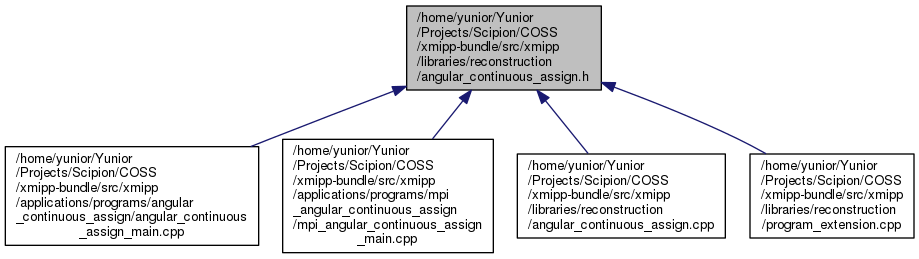 /home/yunior/Yunior
/Projects/Scipion/COSS
/xmipp-bundle/src/xmipp
/libraries/reconstruction
/angular_continuous_assign.h
/home/yunior/Yunior
/Projects/Scipion/COSS
/xmipp-bundle/src/xmipp
/applications/programs/angular
_continuous_assign/angular_continuous
_assign_main.cpp
/home/yunior/Yunior
/Projects/Scipion/COSS
/xmipp-bundle/src/xmipp
/applications/programs/mpi
_angular_continuous_assign
/mpi_angular_continuous_assign
_main.cpp
/home/yunior/Yunior
/Projects/Scipion/COSS
/xmipp-bundle/src/xmipp
/libraries/reconstruction
/angular_continuous_assign.cpp
/home/yunior/Yunior
/Projects/Scipion/COSS
/xmipp-bundle/src/xmipp
/libraries/reconstruction
/program_extension.cpp